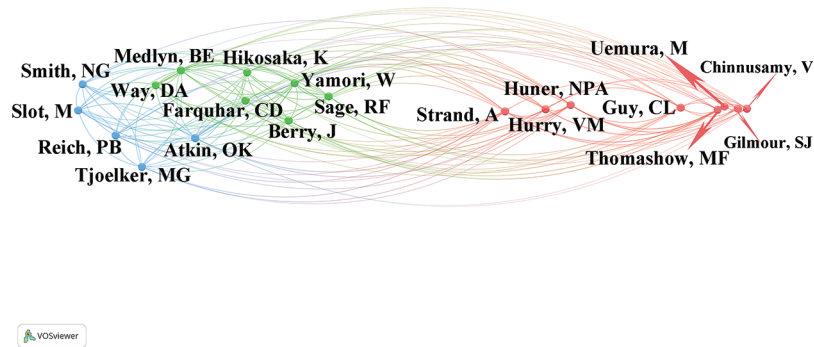 Smith, NG
Medlyn, BE
Hikosaka, K
Uemura, M
Chinnusamy, V
Way, DA
Yamori, W
Slot, M
Farquhar, CD
Sage, RF
Strand, A
Huner, NPA
Guy, CL
Berry, J
Hurry, VM
Reich, PB
Atkin, OK
Gilmour, SJ
Thomashow, MF
Tjoelker, MG
VOSviewer